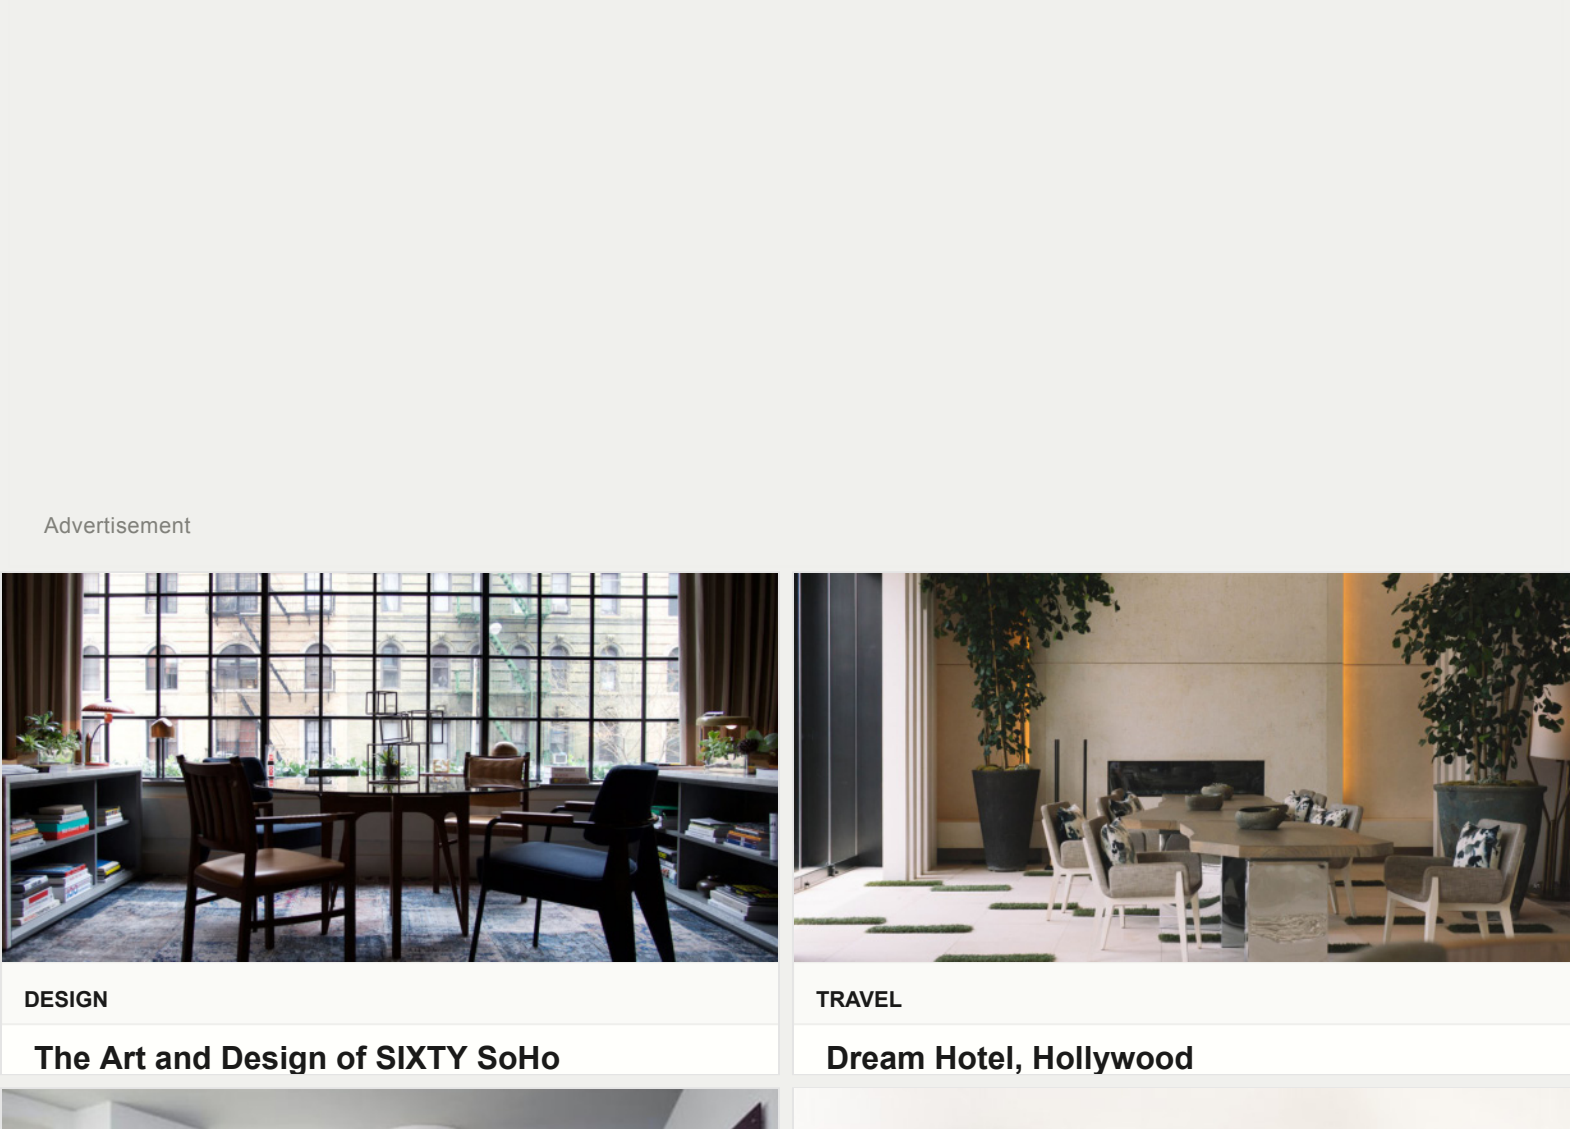 Advertisement
DESIGN
TRAVEL
The Art and Design of SIXTY SoHo
Dream Hotel, Hollywood